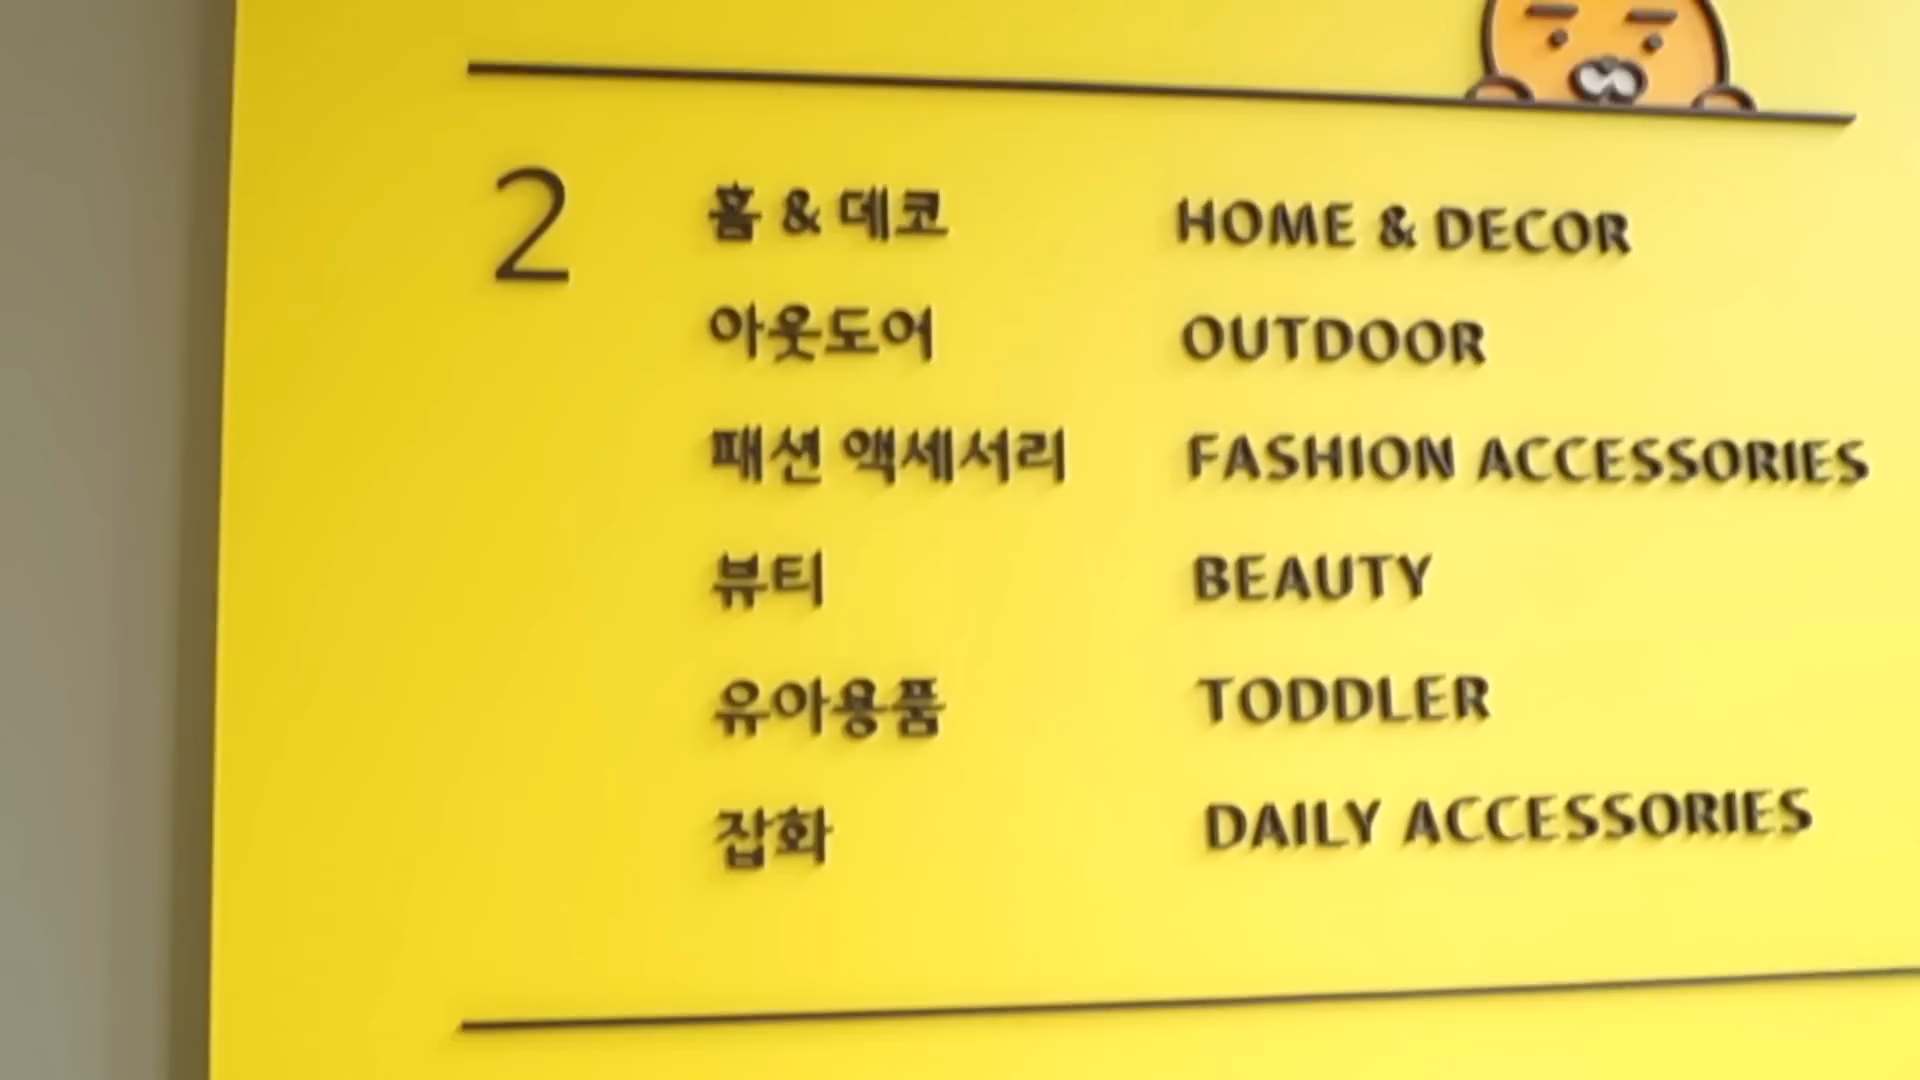 2
홈 & 데코 HOME & DECOR
아웃도어 OUTDOOR
패션 액세서리 FASHION ACCESSORIES
뷰티 BEAUTY
유아용품 TODDLER
잡화 DAILY ACCESSORIES